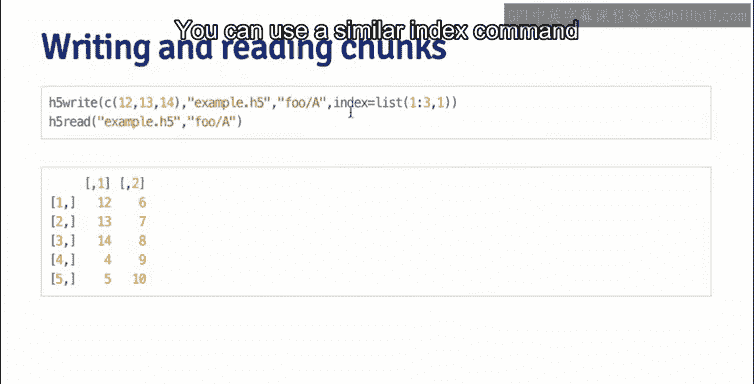 You can use a similar index command
Writing and reading chunks
h5write(c(12,13,14),"example.h5","foo/A",index=list(1:3,1))
h5read("example.h5","foo/A")
[,1] [,2]
[1,] 12 6
[2,] 13 7
[3,] 14 8
[4,] 4 9
[5,] 5 10